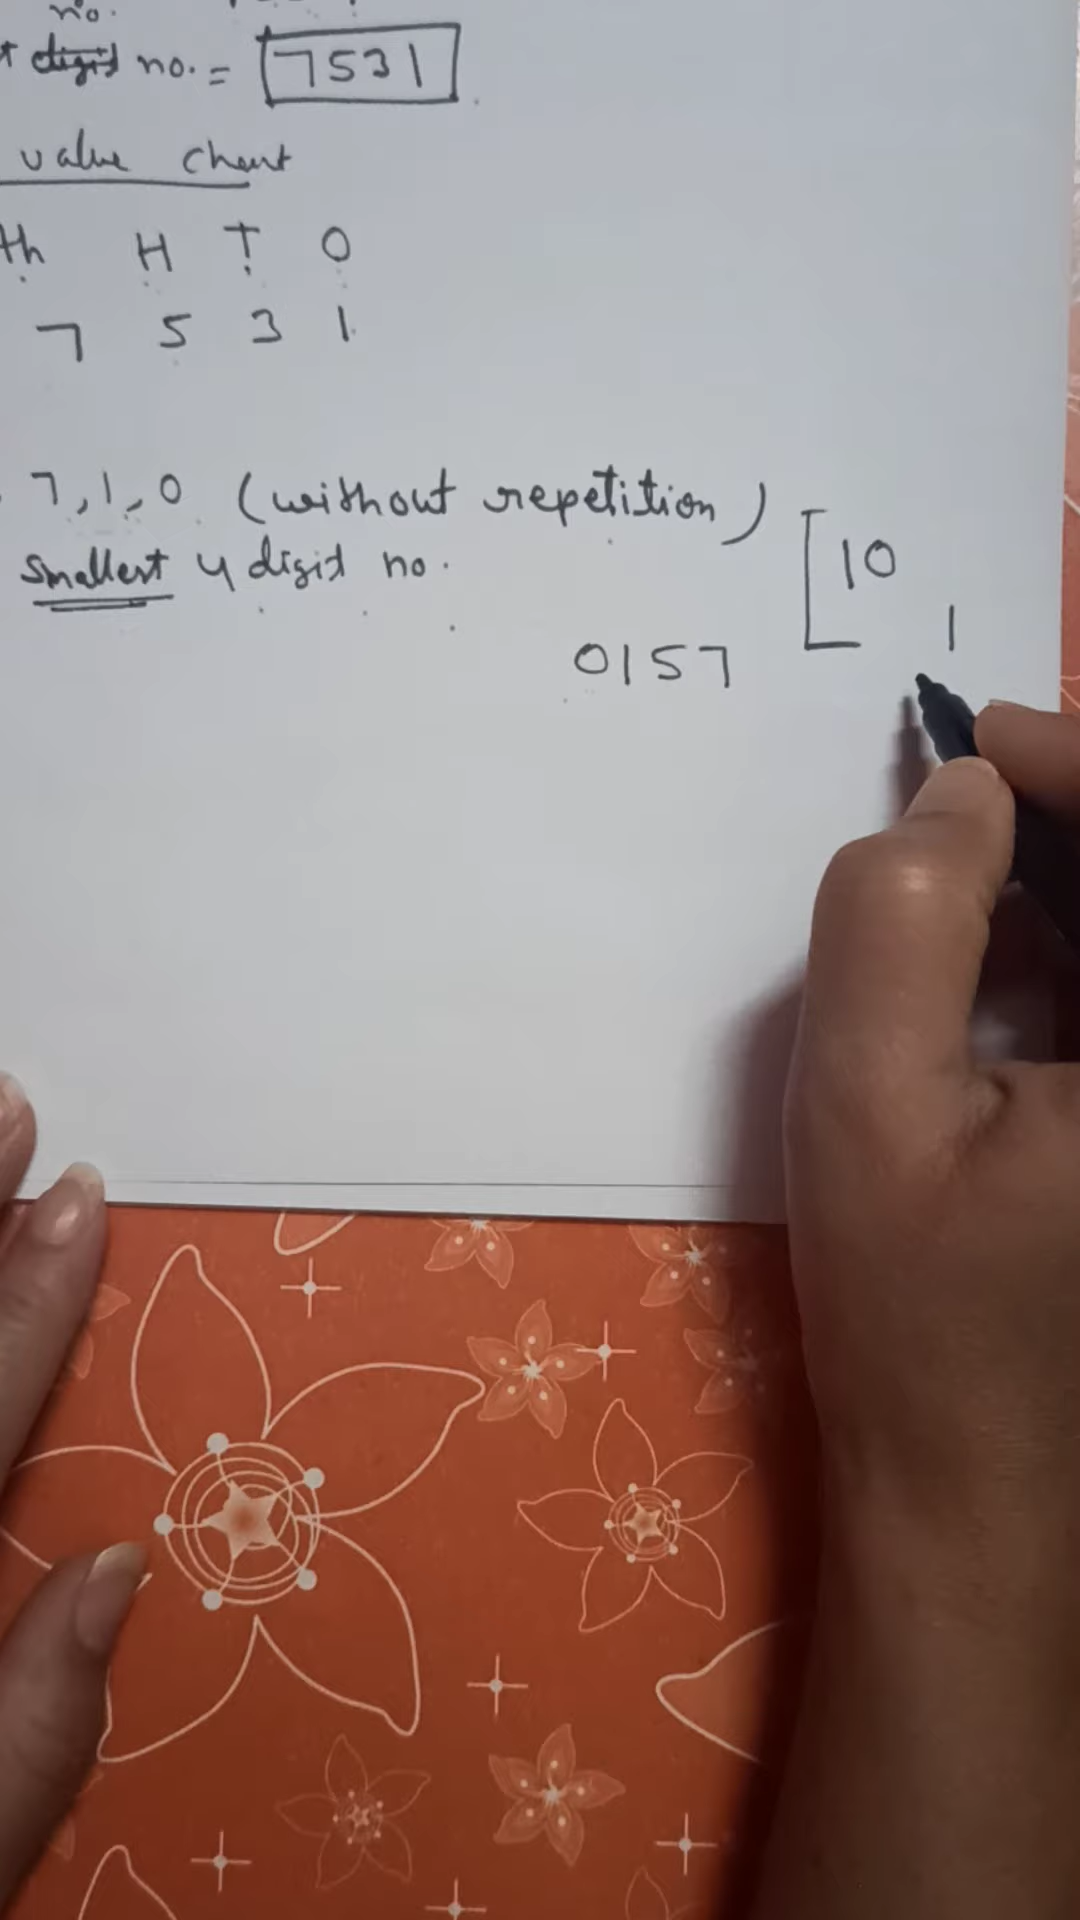 no.
digit no. = 7531
value chart
th H T O
7 5 3 1
7, 1, 0 (without repetition)
smallest 4 digit no.
10
1
0157